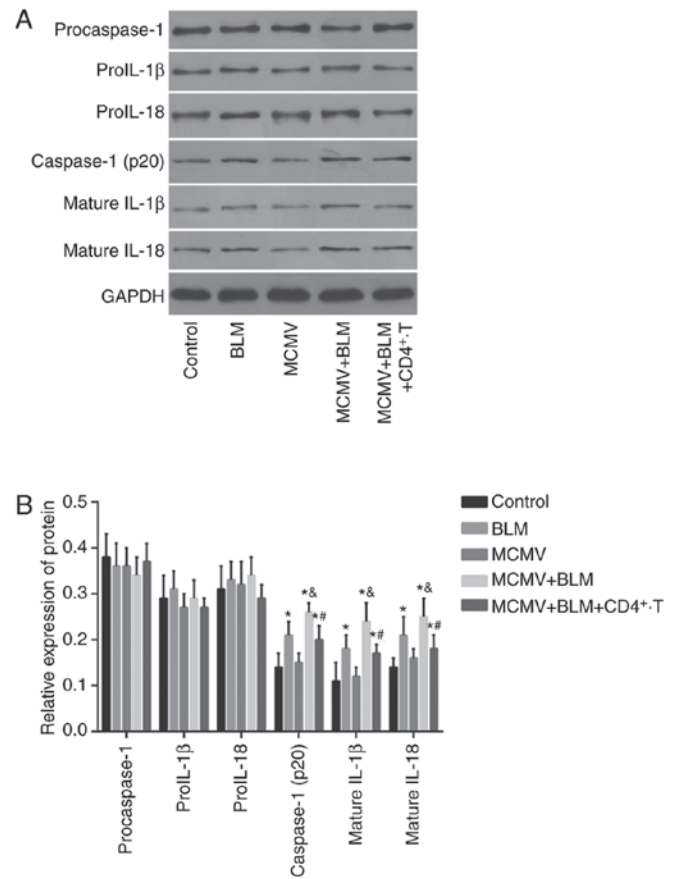 A
Procaspase-1
ProIL-1β
ProIL-18
Caspase-1 (p20)
Mature IL-1β
Mature IL-18
GAPDH
Control
BLM
MCMV
MCMV+BLM
MCMV+BLM
+CD4⁺·T
B
Relative expression of protein
0.5
0.4
0.3
0.2
0.1
0.0
*
*&
*#
*
*&
*#
*
*&
*#
Procaspase-1
ProIL-1β
ProIL-18
Caspase-1 (p20)
Mature IL-1β
Mature IL-18
Control
BLM
MCMV
MCMV+BLM
MCMV+BLM+CD4⁺·T